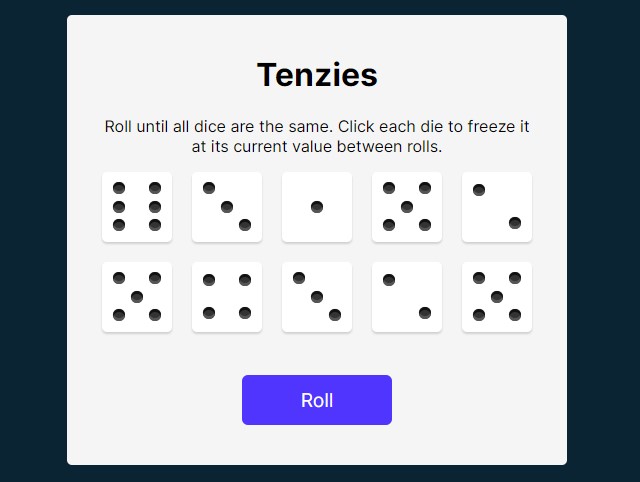 Tenzies
Roll until all dice are the same. Click each die to freeze it
at its current value between rolls.
Roll